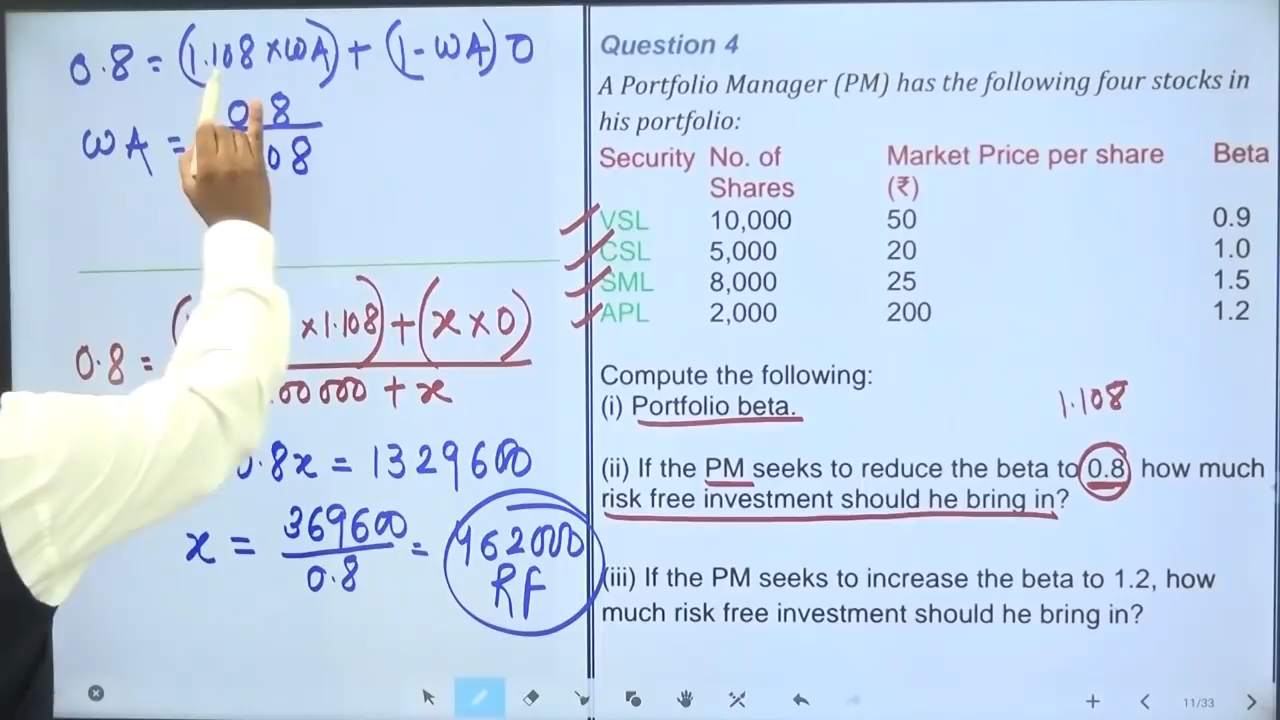 0.8 = (1.108 × WA) + (1 - WA) 0
WA = 0.8
08
× 1.108) + (x × 0)
0.8 =
00000 + x
0.8x = 1329600
x = 369600 = 462000
0.8 RF
Question 4
A Portfolio Manager (PM) has the following four stocks in
his portfolio:
Security No. of Market Price per share Beta
Shares (₹)
VSL 10,000 50 0.9
CSL 5,000 20 1.0
SML 8,000 25 1.5
APL 2,000 200 1.2
Compute the following:
(i) Portfolio beta.
1.108
(ii) If the PM seeks to reduce the beta to 0.8 how much
risk free investment should he bring in?
(iii) If the PM seeks to increase the beta to 1.2, how
much risk free investment should he bring in?
11/33